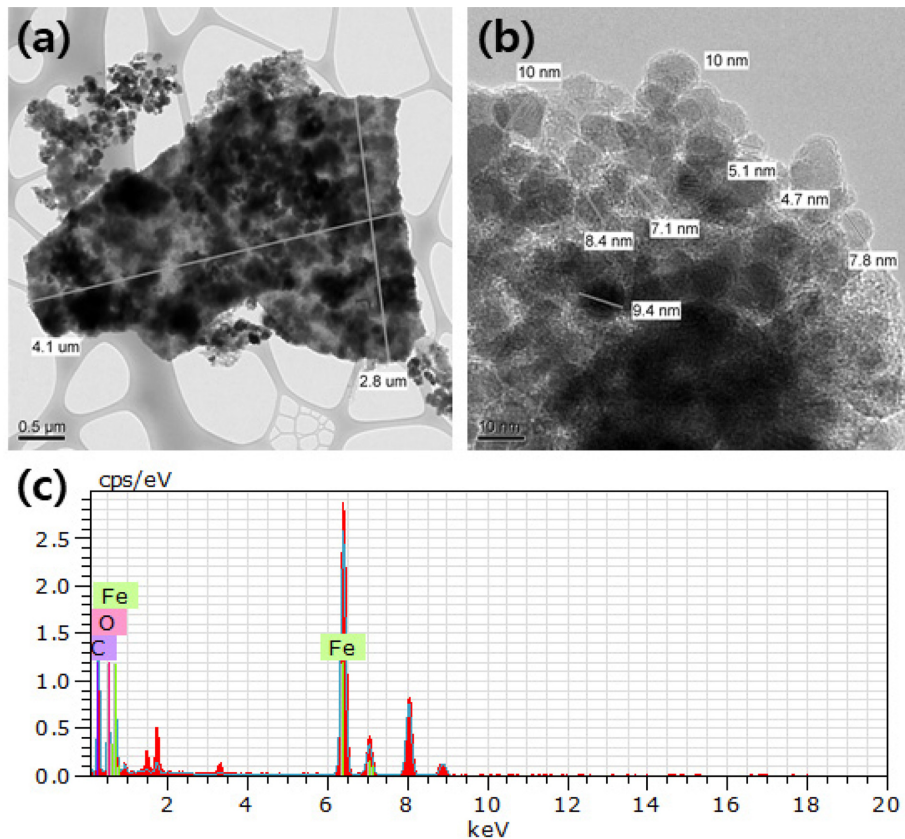 (a)
4.1 um
2.8 um
0.5 µm
(b)
10 nm
10 nm
5.1 nm
4.7 nm
8.4 nm
7.1 nm
7.8 nm
9.4 nm
10 nm
(c)
cps/eV
2.5
2.0
1.5
1.0
0.5
0.0
Fe
O
C
Fe
2 4 6 8 10 12 14 16 18 20
keV